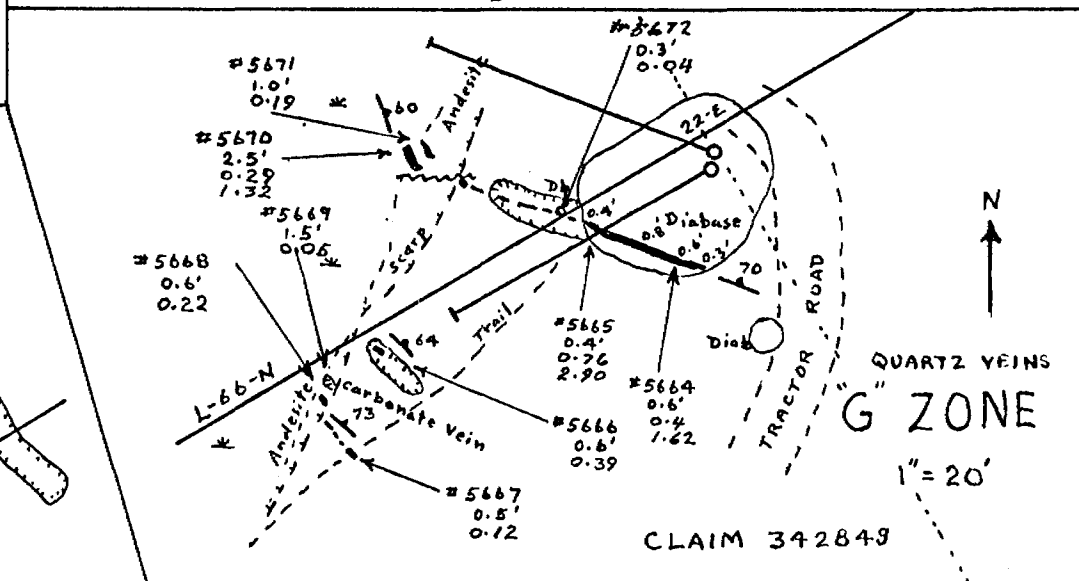 #5672
0.3'
0.04
#5671
1.0'
0.19
60
Andesite
#5670
2.5'
0.29
1.32
22-E
Db
0.4'
0.8'
Diabase
0.6'
0.3'
N
#5669
1.5'
0.05
scarp
#5668
0.6'
0.22
70
TRACTOR ROAD
Trail
#5665
0.4'
0.76
2.90
Diab
64
#5664
0.6'
0.4
1.62
QUARTZ VEINS
"G" ZONE
1" = 20'
L-66-N
carbonate vein
73
Andesite
#5666
0.6'
0.39
#5667
0.5'
0.12
CLAIM 342849